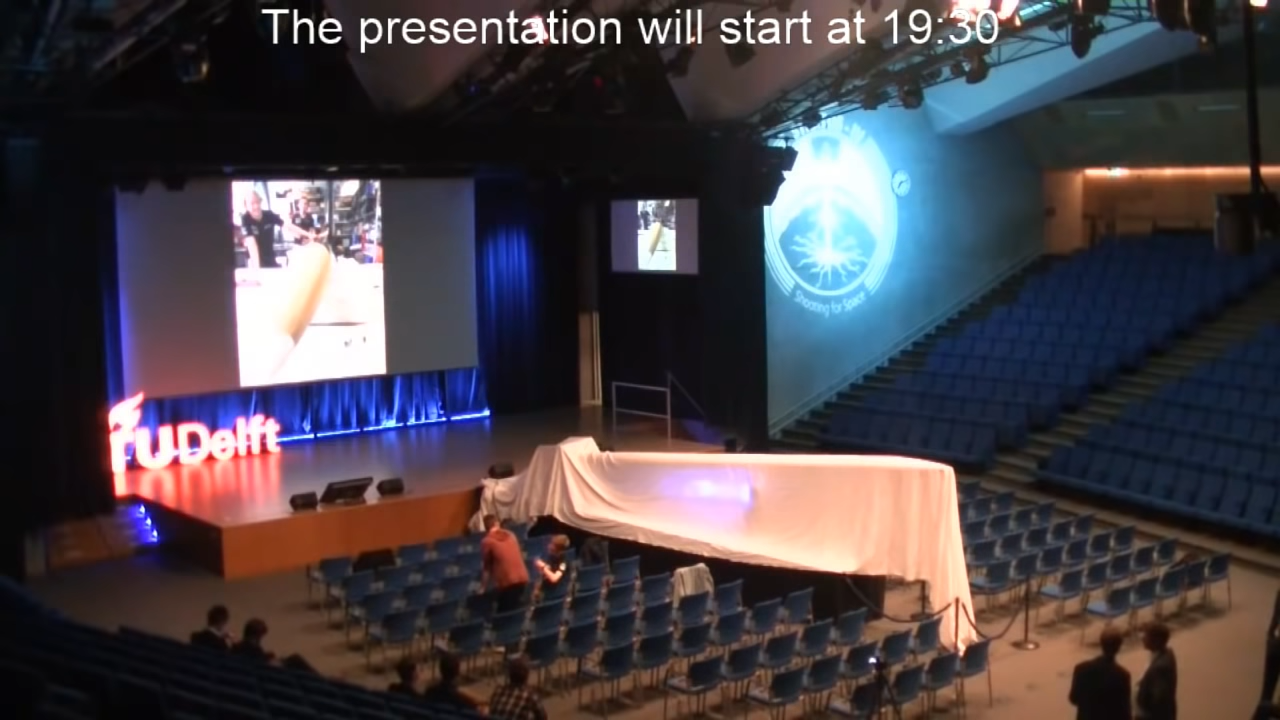 The presentation will start at 19:30
TUDelft
Shooting for Space